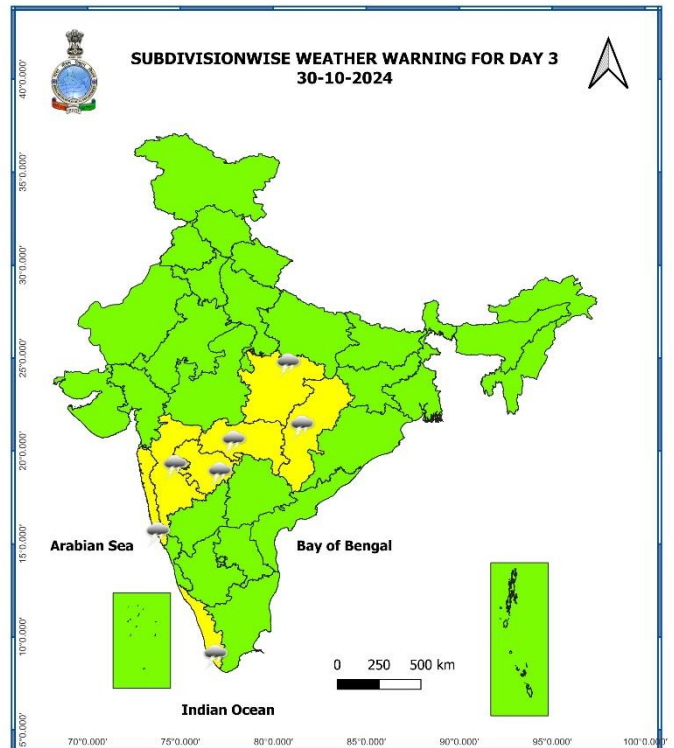 SUBDIVISIONWISE WEATHER WARNING FOR DAY 3
30-10-2024
40°0.000'
35°0.000'
30°0.000'
25°0.000'
20°0.000'
15°0.000'
10°0.000'
5°0.000'
Arabian Sea
Bay of Bengal
0 250 500 km
Indian Ocean
70°0.000' 75°0.000' 80°0.000' 85°0.000' 90°0.000' 95°0.000' 100°0.000'